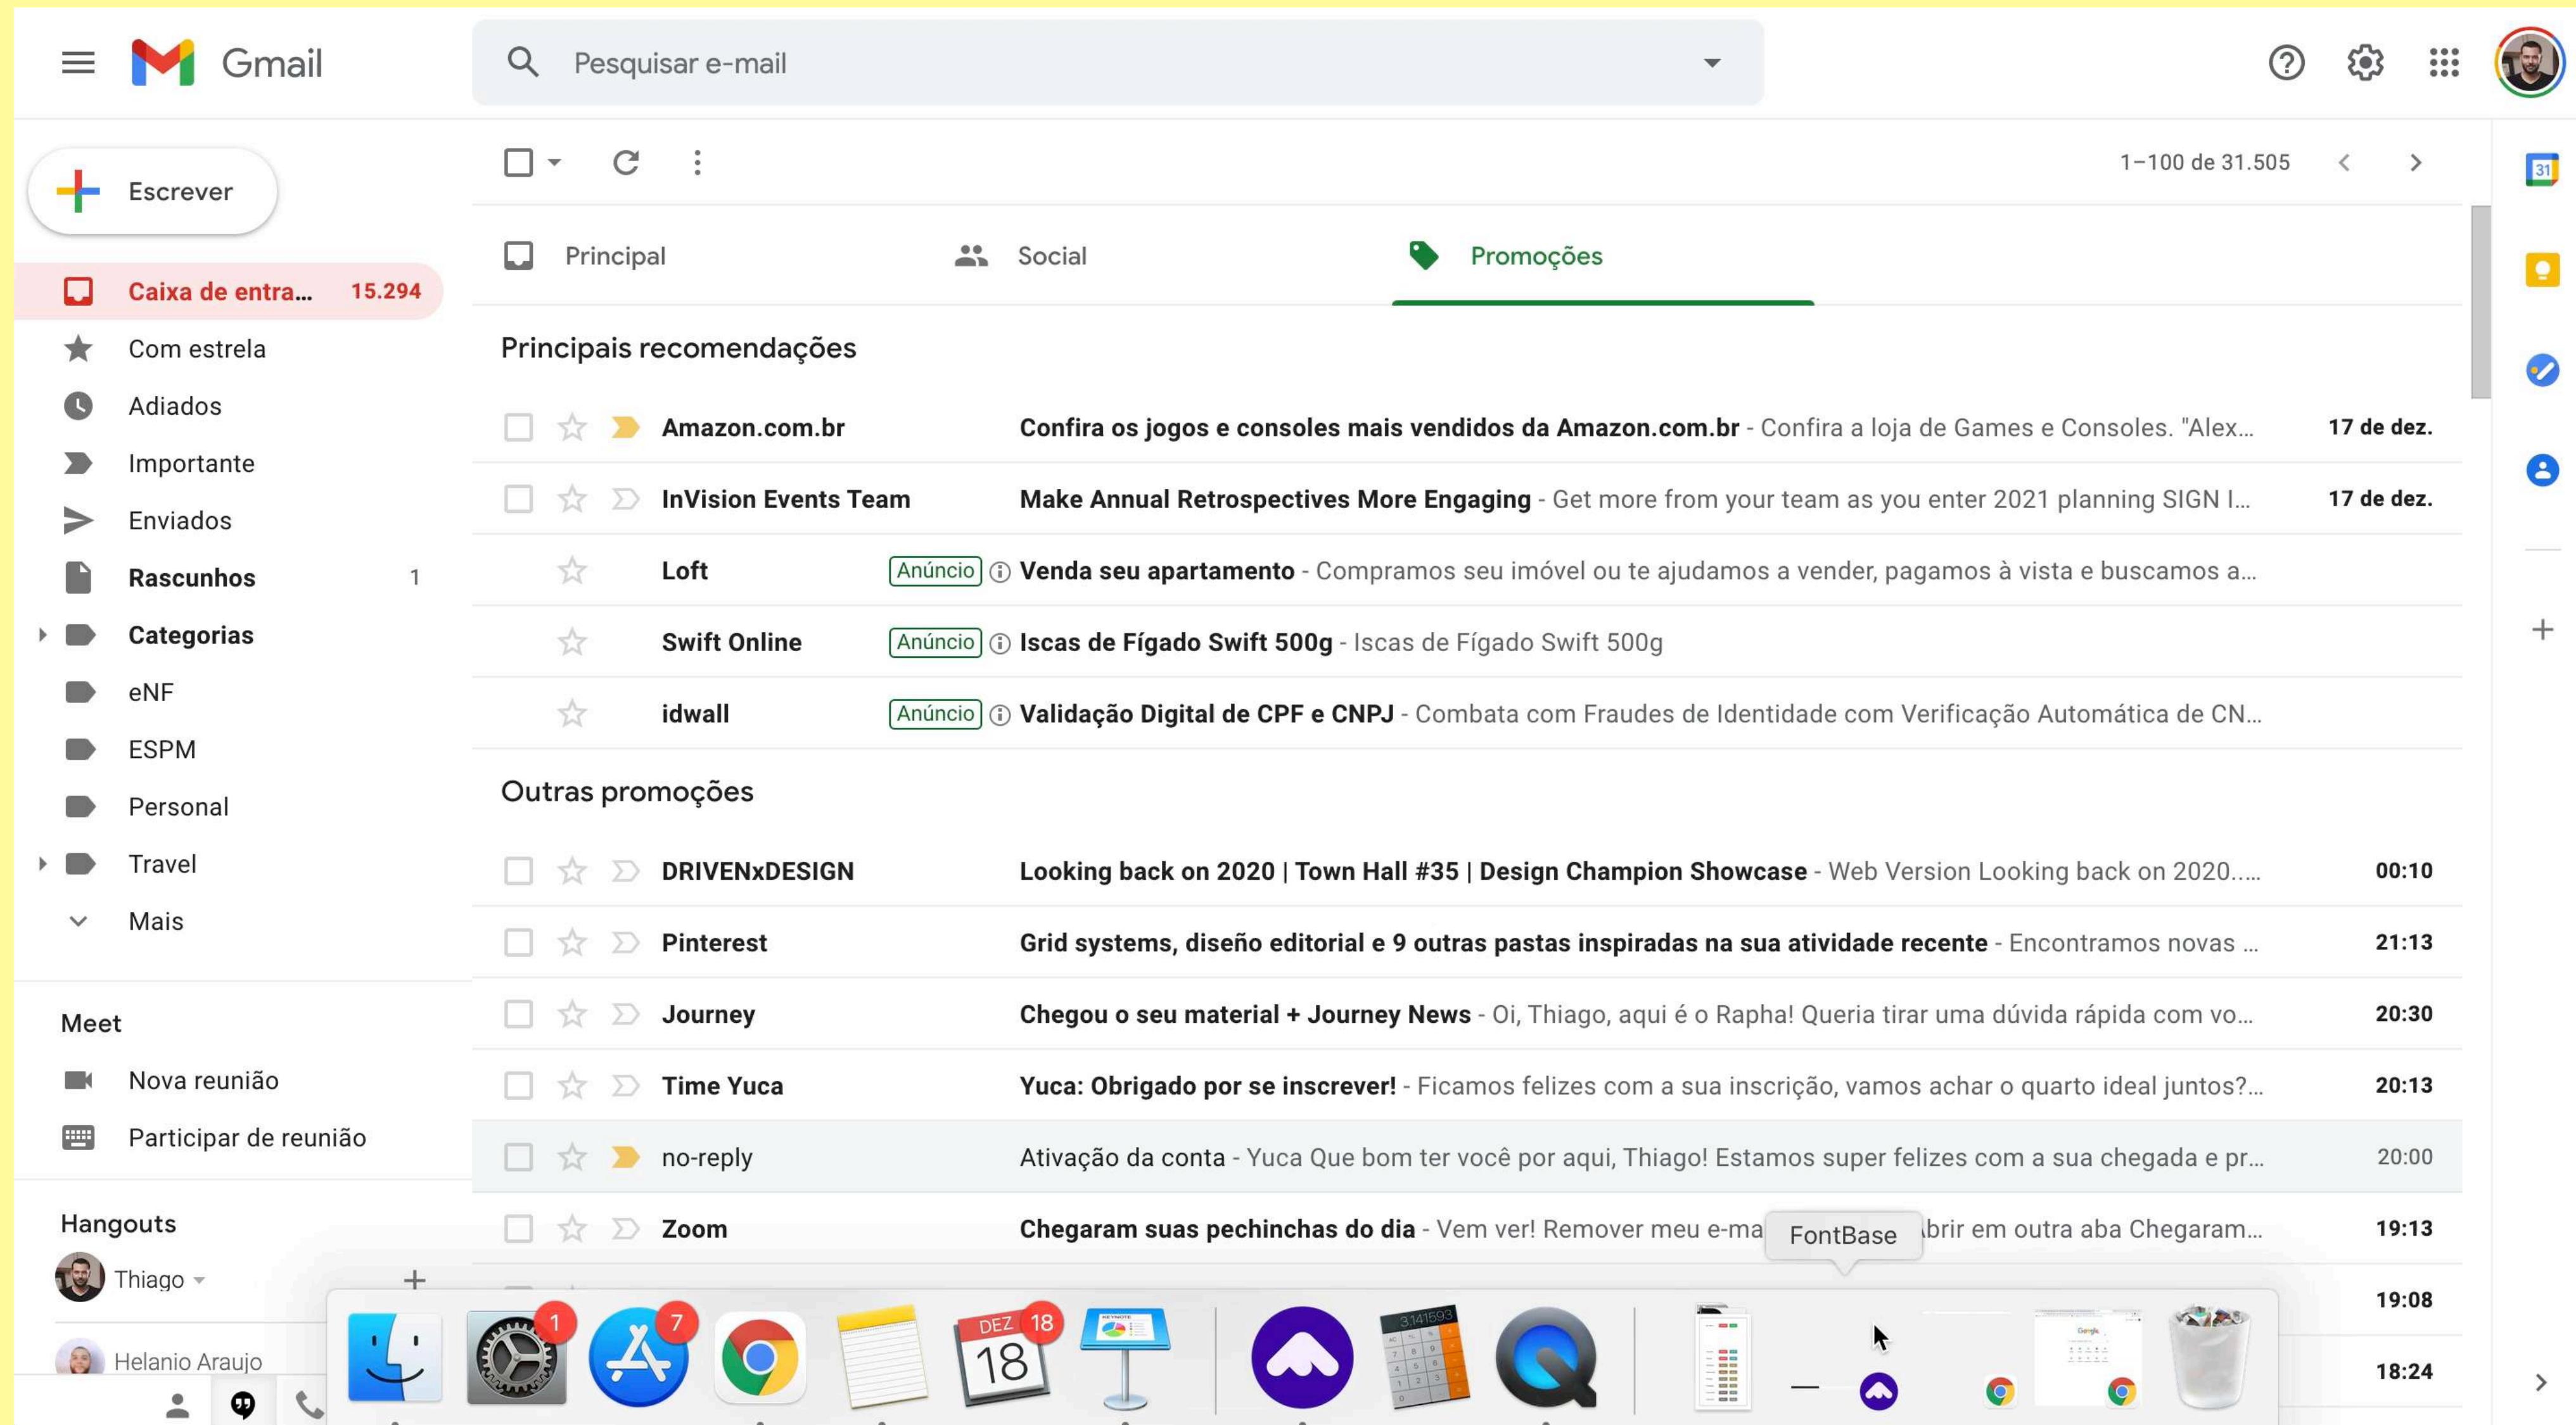 Gmail
Pesquisar e-mail
Escrever
1–100 de 31.505
31
Principal
Social
Promoções
Caixa de entra... 15.294
Com estrela
Adiados
Importante
Enviados
Rascunhos 1
Categorias
eNF
ESPM
Personal
Travel
Mais
Meet
Nova reunião
Participar de reunião
Hangouts
Thiago
Helanio Araujo
Principais recomendações
Amazon.com.br Confira os jogos e consoles mais vendidos da Amazon.com.br - Confira a loja de Games e Consoles. "Alex... 17 de dez.
InVision Events Team Make Annual Retrospectives More Engaging - Get more from your team as you enter 2021 planning SIGN I... 17 de dez.
Loft Anúncio Venda seu apartamento - Compramos seu imóvel ou te ajudamos a vender, pagamos à vista e buscamos a...
Swift Online Anúncio Iscas de Fígado Swift 500g - Iscas de Fígado Swift 500g
idwall Anúncio Validação Digital de CPF e CNPJ - Combata com Fraudes de Identidade com Verificação Automática de CN...
Outras promoções
DRIVENxDESIGN Looking back on 2020 | Town Hall #35 | Design Champion Showcase - Web Version Looking back on 2020..... 00:10
Pinterest Grid systems, diseño editorial e 9 outras pastas inspiradas na sua atividade recente - Encontramos novas ... 21:13
Journey Chegou o seu material + Journey News - Oi, Thiago, aqui é o Rapha! Queria tirar uma dúvida rápida com vo... 20:30
Time Yuca Yuca: Obrigado por se inscrever! - Ficamos felizes com a sua inscrição, vamos achar o quarto ideal juntos?... 20:13
no-reply Ativação da conta - Yuca Que bom ter você por aqui, Thiago! Estamos super felizes com a sua chegada e pr... 20:00
Zoom Chegaram suas pechinchas do dia - Vem ver! Remover meu e-ma brir em outra aba Chegaram... 19:13
FontBase
19:08
18:24
1
7
DEZ 18
18
KEYNOTE
3.141593
Google